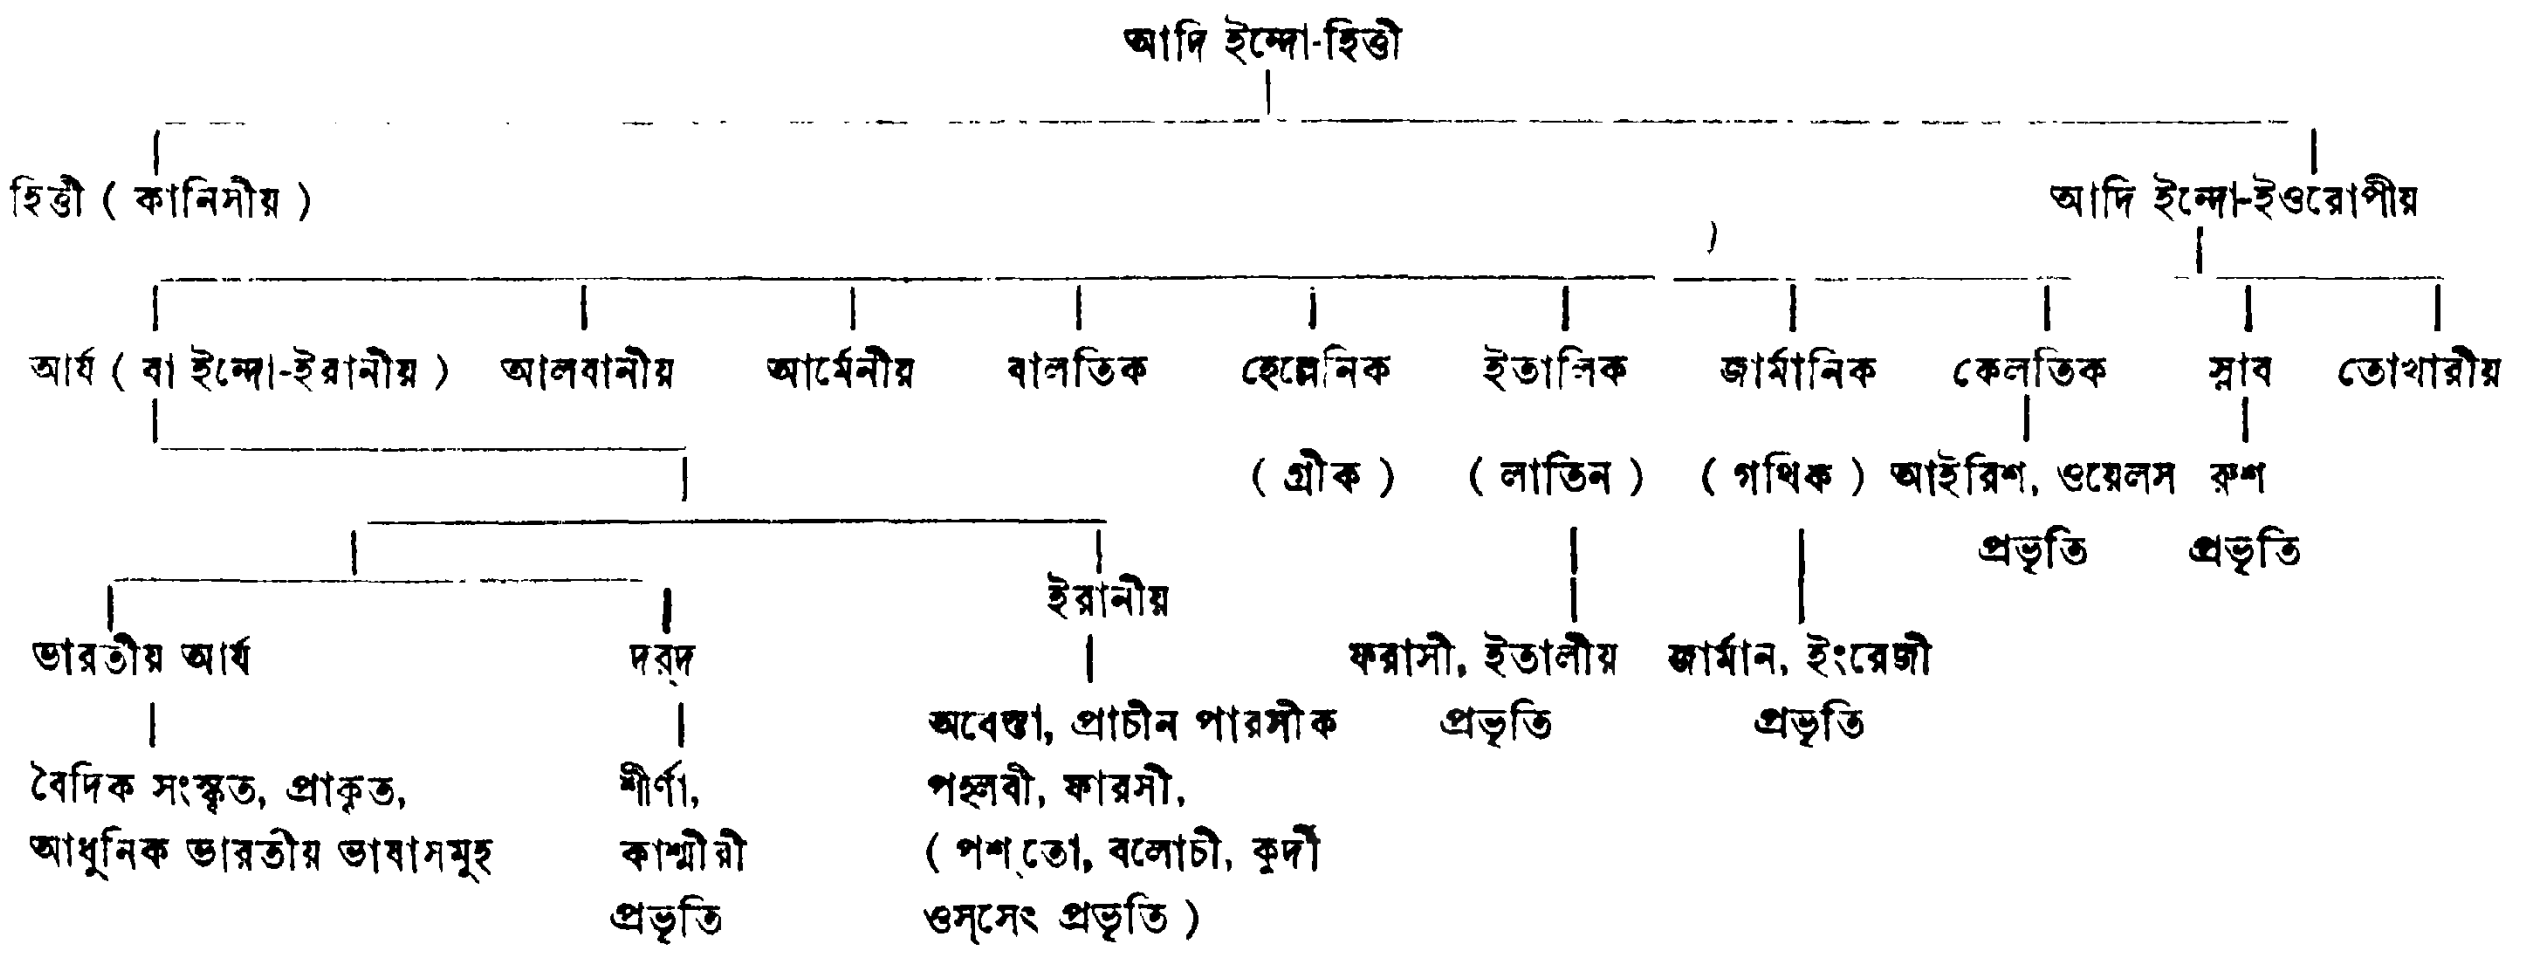 আদি ইন্দো-হিত্তী
হিত্তী ( কানিসীয় )
আদি ইন্দো-ইওরোপীয়
আর্য ( বা ইন্দো-ইরানীয় ) আলবানীয় আর্মেনীয় বালতিক হেল্লেনিক ইতালিক জার্মানিক কেলতিক স্লাব তোখারীয়
( গ্রীক ) ( লাতিন ) ( গথিক ) আইরিশ, ওয়েলস রুশ
প্রভৃতি প্রভৃতি
ইরানীয়
ভারতীয় আর্য দর্‌দ ফরাসী, ইতালীয় জার্মান, ইংরেজী
অবেস্তা, প্রাচীন পারসীক প্রভৃতি প্রভৃতি
বৈদিক সংস্কৃত, প্রাকৃত, শীর্ণা, পহ্লবী, ফারসী,
আধুনিক ভারতীয় ভাষাসমূহ কাশ্মীরী ( পশ্‌তো, বলোচী, কুর্দী
প্রভৃতি ওস্‌সেৎ প্রভৃতি )